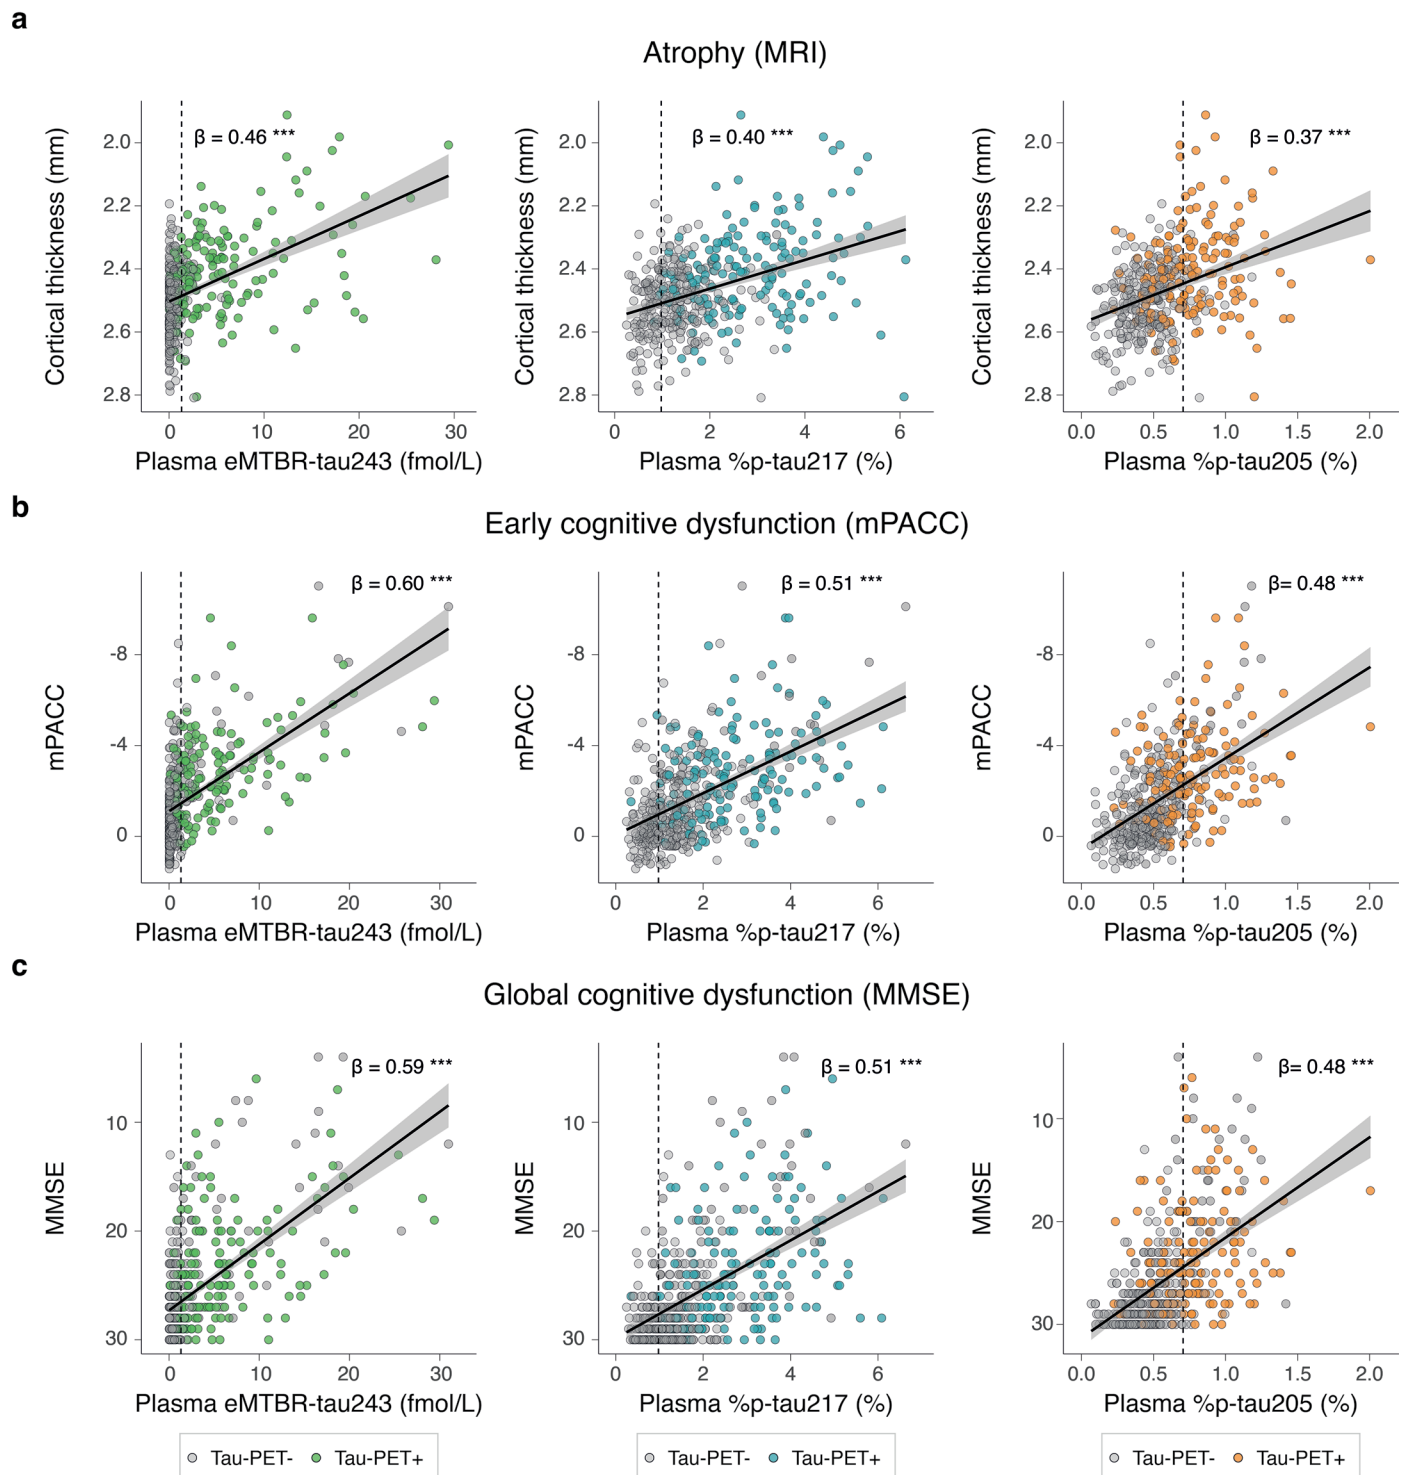 a
Atrophy (MRI)
β = 0.46 ***
β = 0.40 ***
β = 0.37 ***
Cortical thickness (mm)
2.0
2.2
2.4
2.6
2.8
Cortical thickness (mm)
2.0
2.2
2.4
2.6
2.8
Cortical thickness (mm)
2.0
2.2
2.4
2.6
2.8
0 10 20 30
0 2 4 6
0.0 0.5 1.0 1.5 2.0
Plasma eMTBR-tau243 (fmol/L)
Plasma %p-tau217 (%)
Plasma %p-tau205 (%)
b
Early cognitive dysfunction (mPACC)
β = 0.60 ***
β = 0.51 ***
β= 0.48 ***
mPACC
-8
-4
0
mPACC
-8
-4
0
mPACC
-8
-4
0
0 10 20 30
0 2 4 6
0.0 0.5 1.0 1.5 2.0
Plasma eMTBR-tau243 (fmol/L)
Plasma %p-tau217 (%)
Plasma %p-tau205 (%)
c
Global cognitive dysfunction (MMSE)
β = 0.59 ***
β = 0.51 ***
β= 0.48 ***
MMSE
10
20
30
MMSE
10
20
30
MMSE
10
20
30
0 10 20 30
0 2 4 6
0.0 0.5 1.0 1.5 2.0
Plasma eMTBR-tau243 (fmol/L)
Plasma %p-tau217 (%)
Plasma %p-tau205 (%)
Tau-PET- Tau-PET+
Tau-PET- Tau-PET+
Tau-PET- Tau-PET+